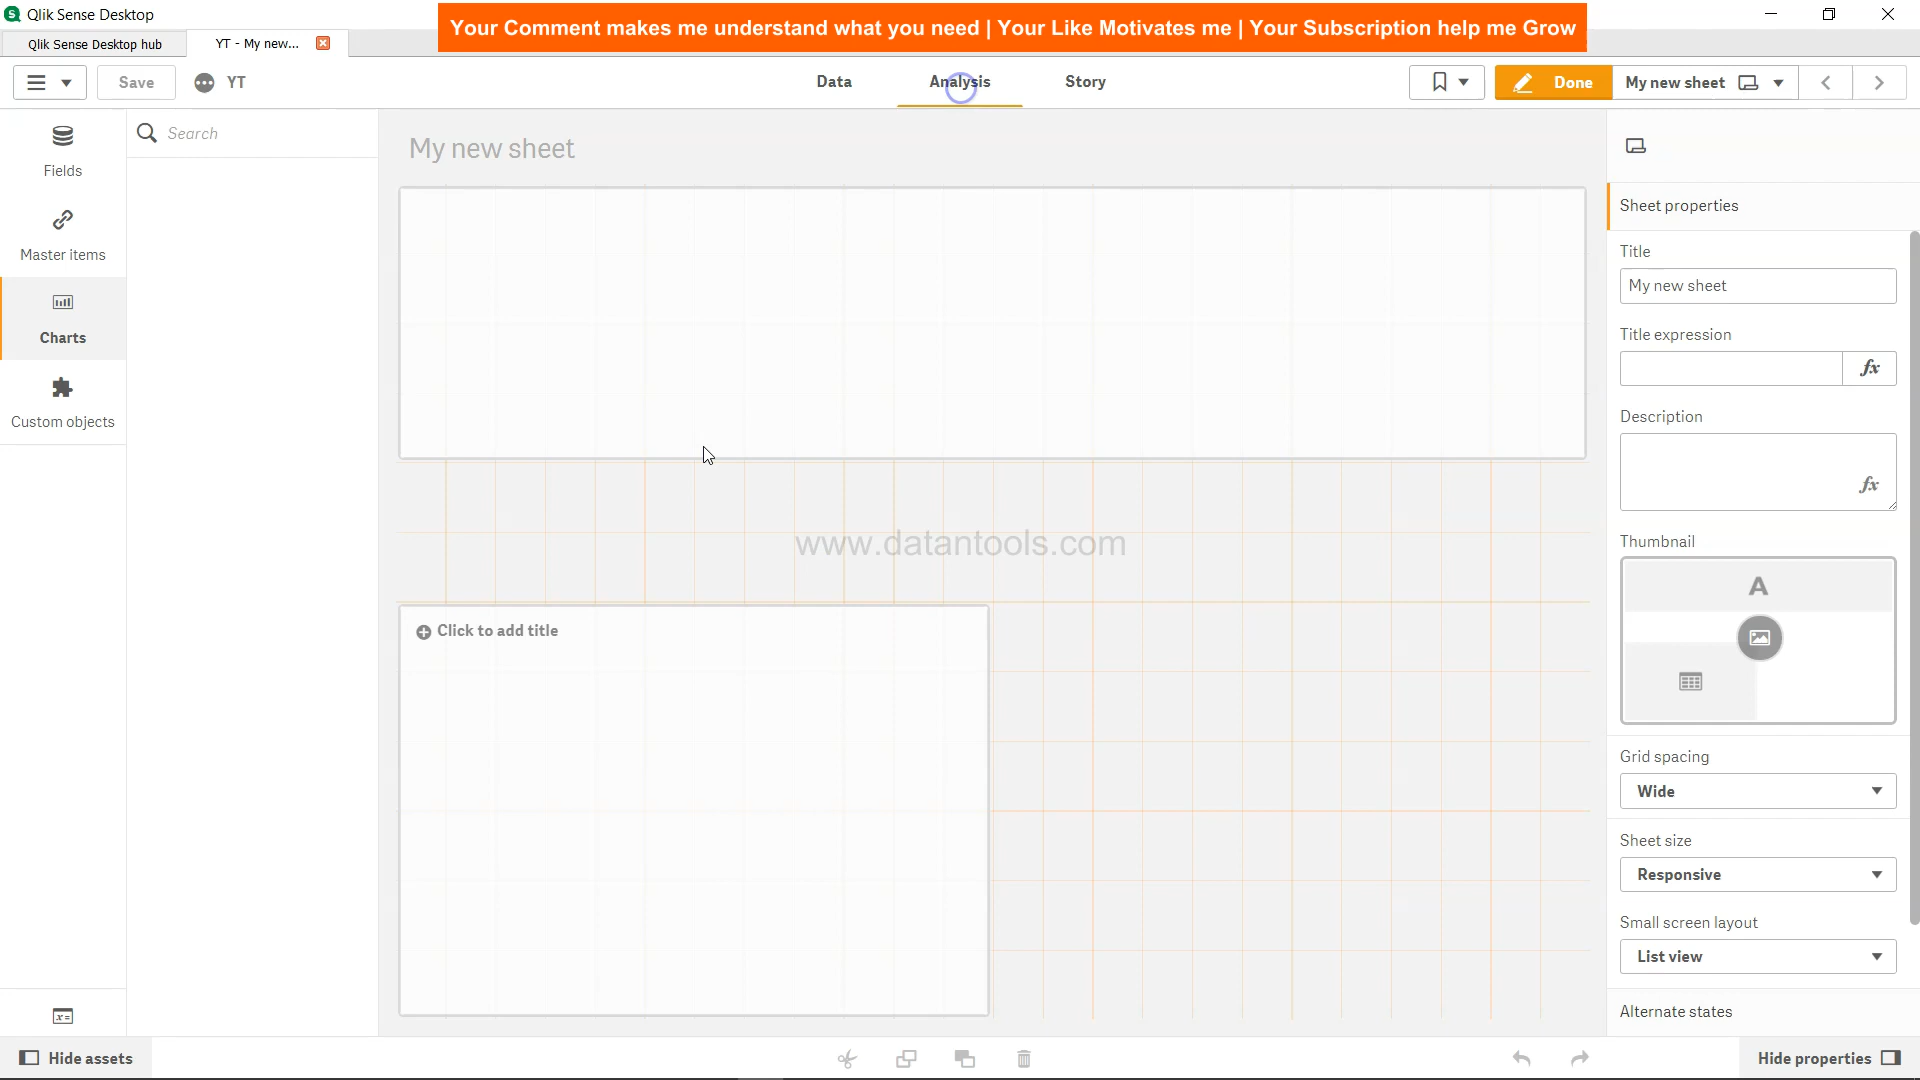 Qlik Sense Desktop
Your Comment makes me understand what you need | Your Like Motivates me | Your Subscription help me Grow
Qlik Sense Desktop hub
YT - My new...
Save
YT
Data
Analysis
Story
Done
My new sheet
Fields
Master items
Charts
Custom objects
Search
My new sheet
www.datantools.com
Click to add title
Sheet properties
Title
My new sheet
Title expression
fx
Description
fx
Thumbnail
A
Grid spacing
Wide
Sheet size
Responsive
Small screen layout
List view
Alternate states
x=
Hide assets
Hide properties